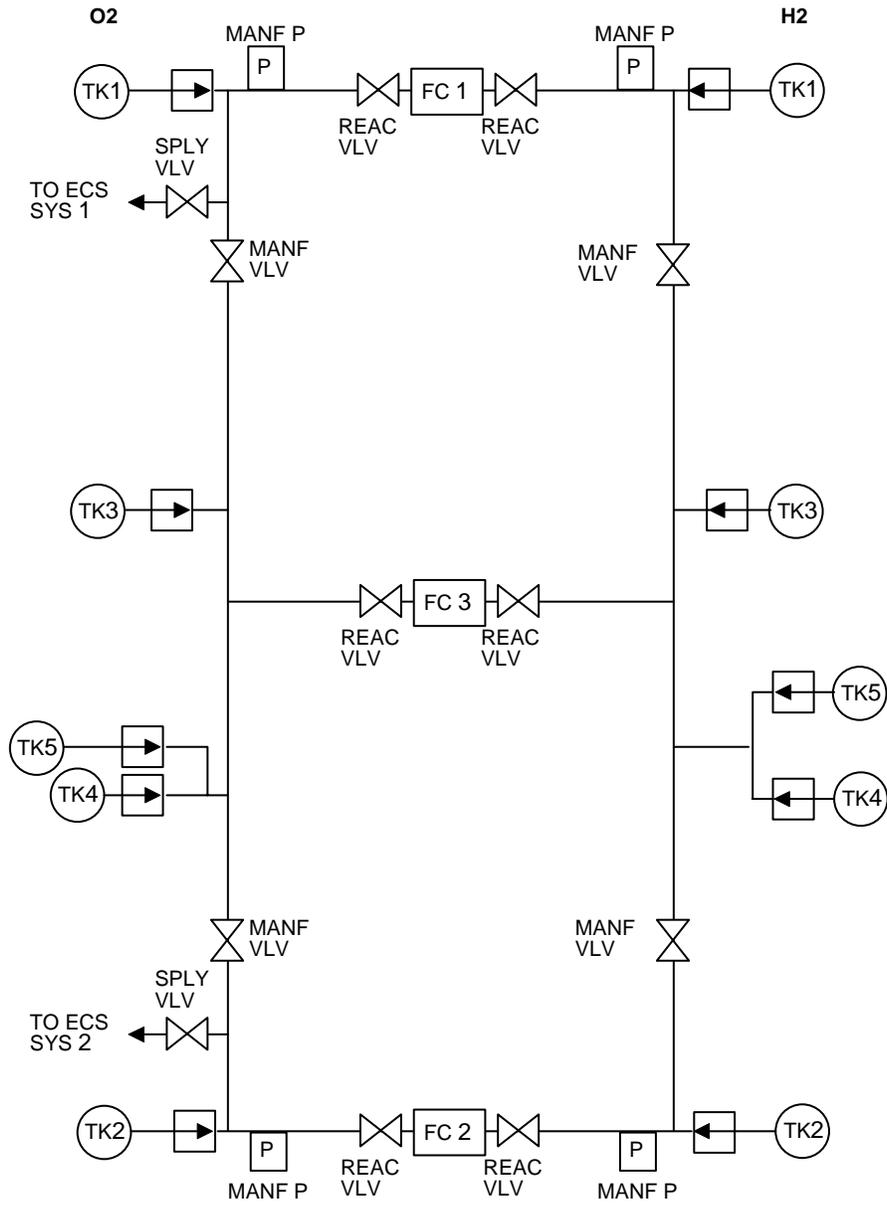 O2
H2
MANF P
MANF P
P
P
TK1
FC 1
TK1
REAC
VLV
REAC
VLV
SPLY
VLV
TO ECS
SYS 1
MANF
VLV
MANF
VLV
TK3
TK3
FC 3
REAC
VLV
REAC
VLV
TK5
TK5
TK4
TK4
MANF
VLV
MANF
VLV
SPLY
VLV
TO ECS
SYS 2
TK2
FC 2
TK2
P
P
REAC
VLV
REAC
VLV
MANF P
MANF P